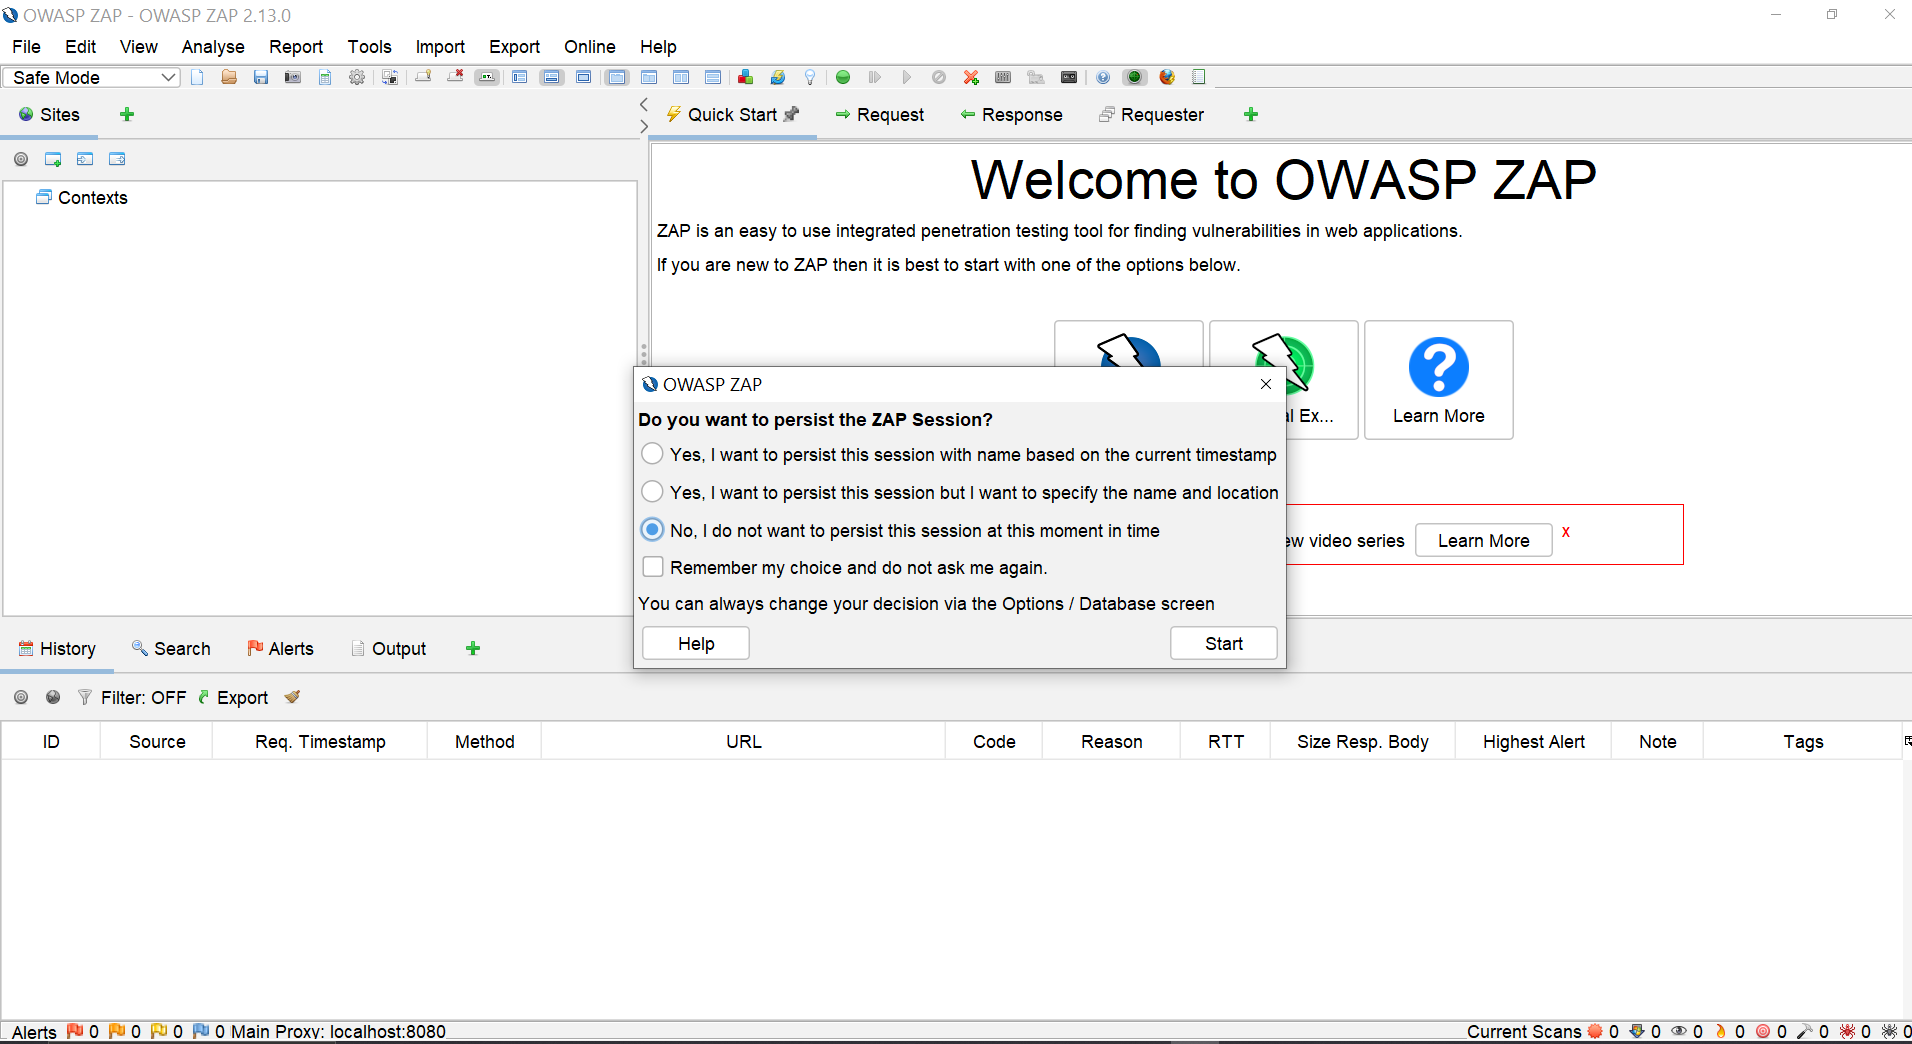 OWASP ZAP - OWASP ZAP 2.13.0
File Edit View Analyse Report Tools Import Export Online Help
Safe Mode
Sites
Quick Start Request Response Requester
Contexts
Welcome to OWASP ZAP
ZAP is an easy to use integrated penetration testing tool for finding vulnerabilities in web applications.
If you are new to ZAP then it is best to start with one of the options below.
Ex...
Learn More
video series
Learn More
X
OWASP ZAP
Do you want to persist the ZAP Session?
Yes, I want to persist this session with name based on the current timestamp
Yes, I want to persist this session but I want to specify the name and location
No, I do not want to persist this session at this moment in time
Remember my choice and do not ask me again.
You can always change your decision via the Options / Database screen
Help
Start
History Search Alerts Output
Filter: OFF Export
ID Source Req. Timestamp Method URL Code Reason RTT Size Resp. Body Highest Alert Note Tags
Alerts 0 0 0 0 Main Proxy: localhost:8080
Current Scans 0 0 0 0 0 0 0 0